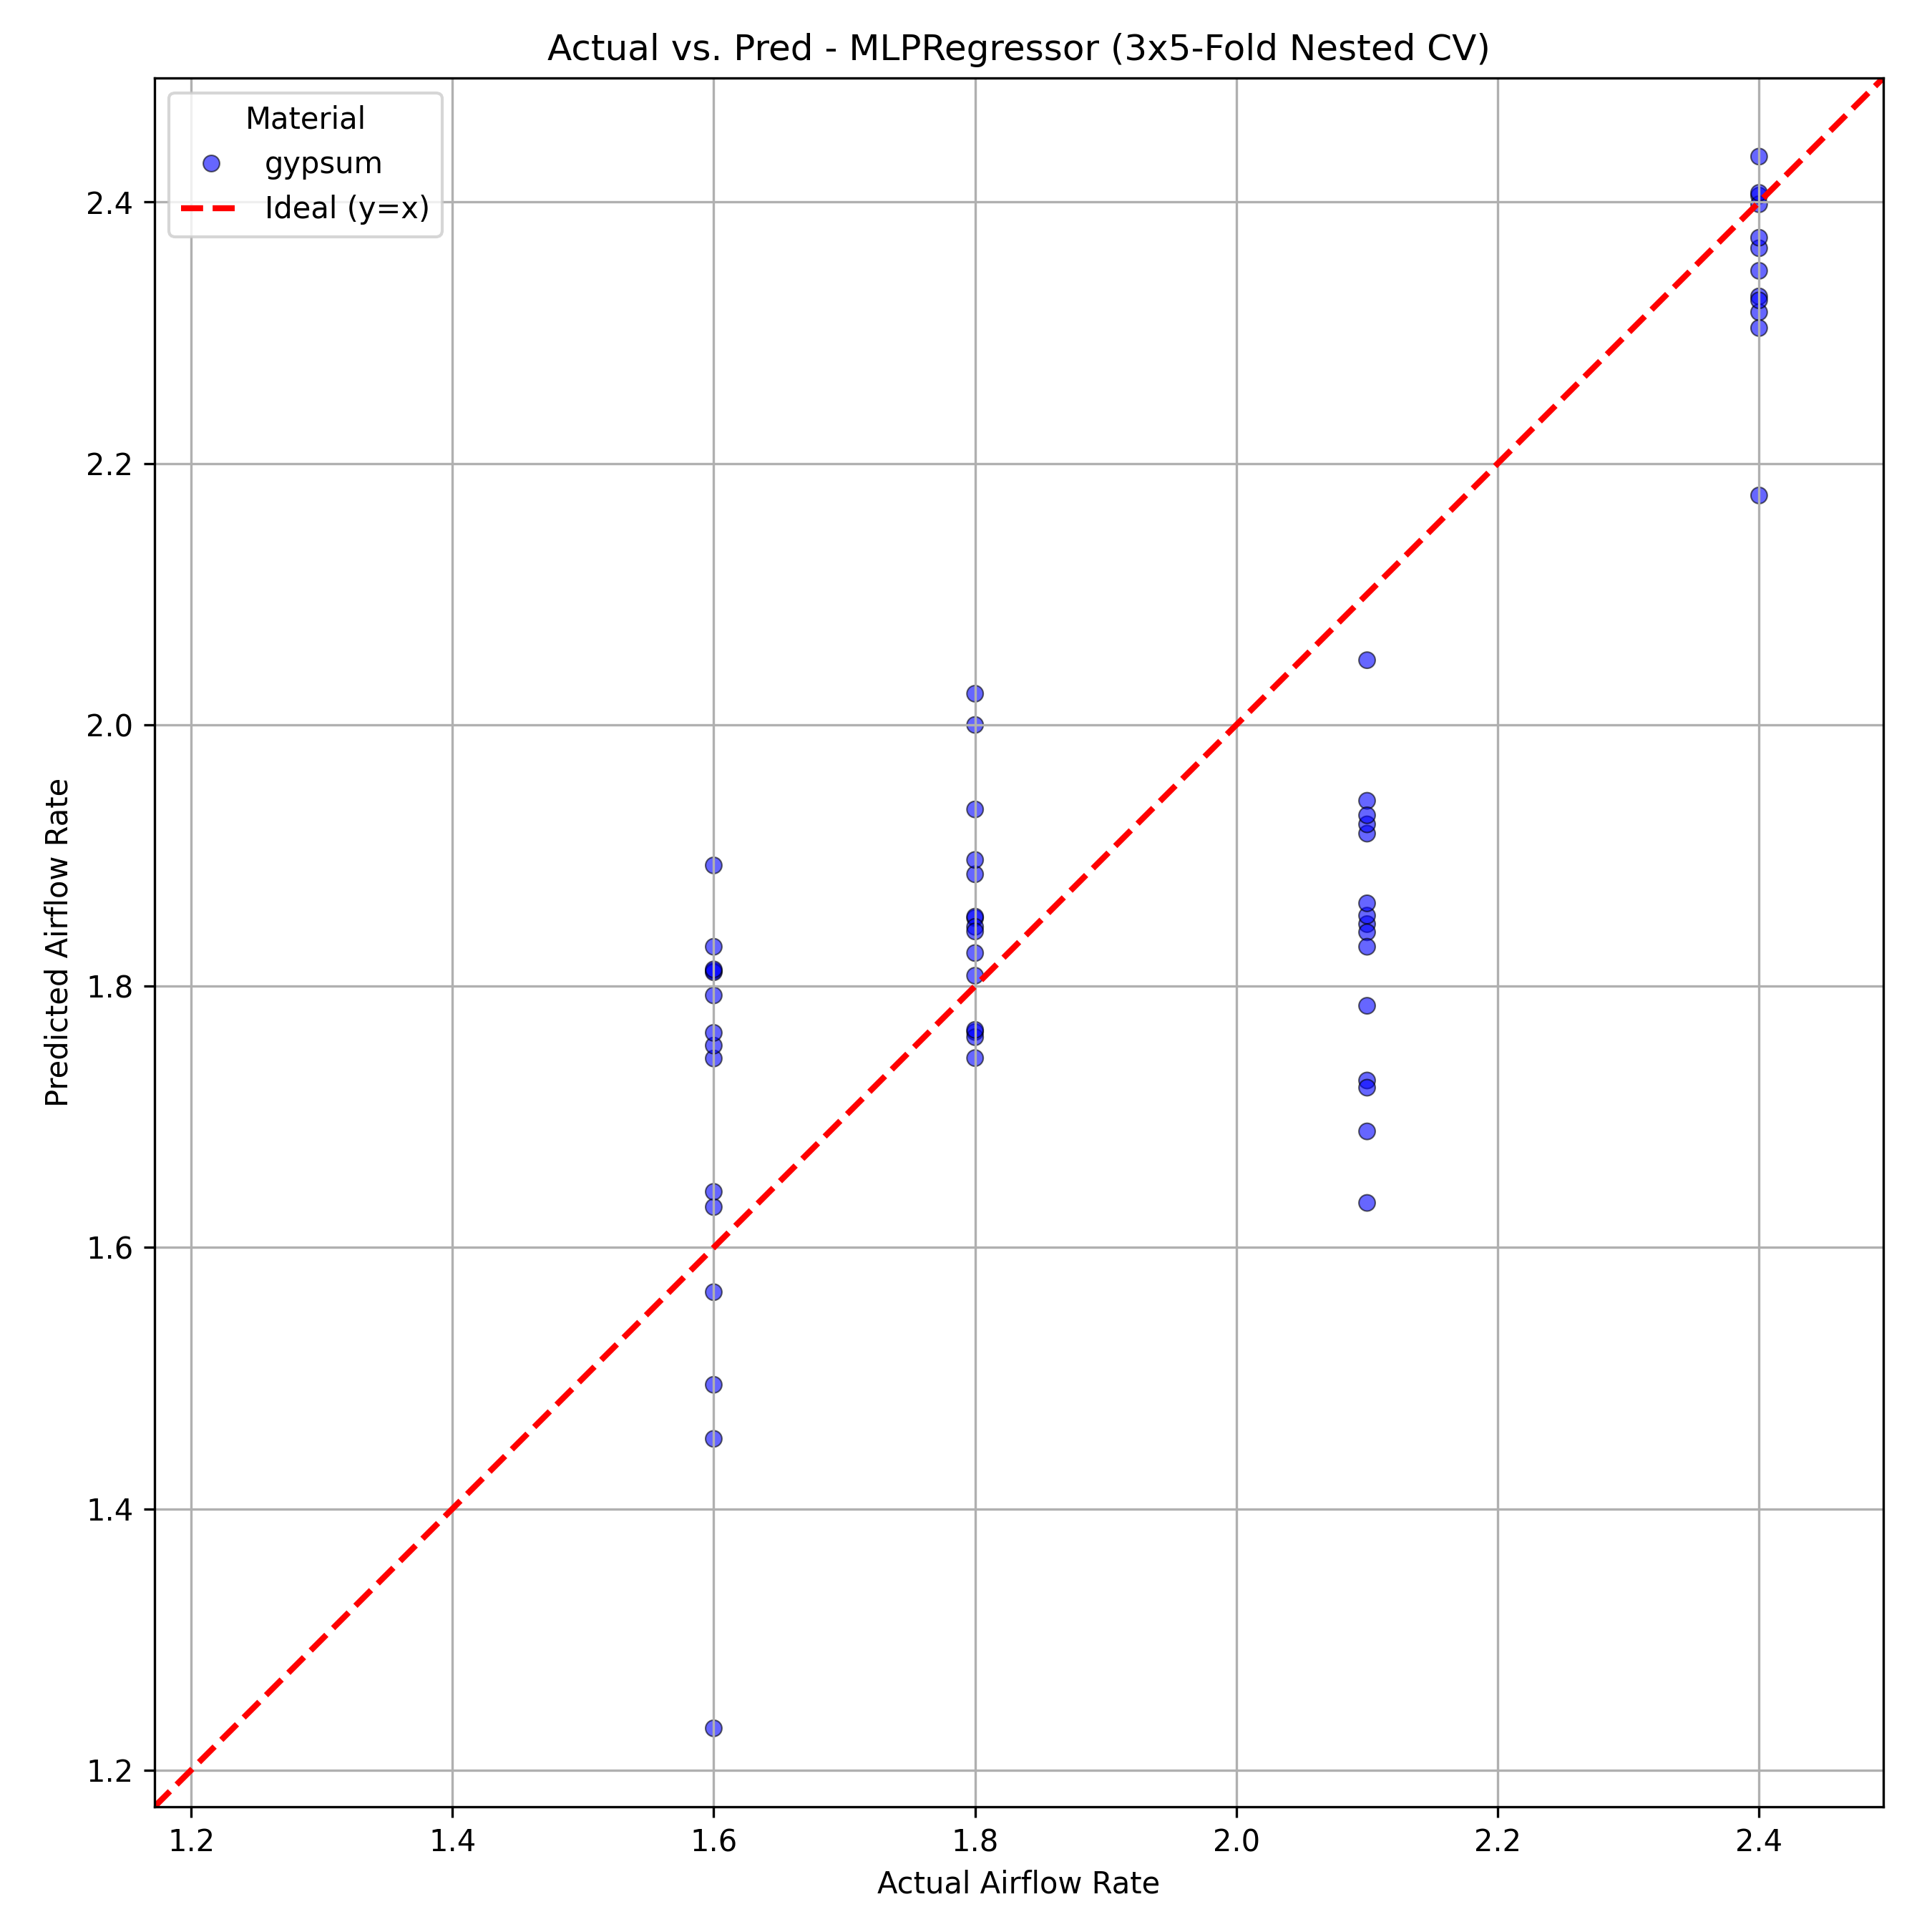 Actual vs. Pred - MLPRegressor (3x5-Fold Nested CV)
Material
gypsum
Ideal (y=x)
Predicted Airflow Rate
2.4
2.2
2.0
1.8
1.6
1.4
1.2
1.2 1.4 1.6 1.8 2.0 2.2 2.4
Actual Airflow Rate